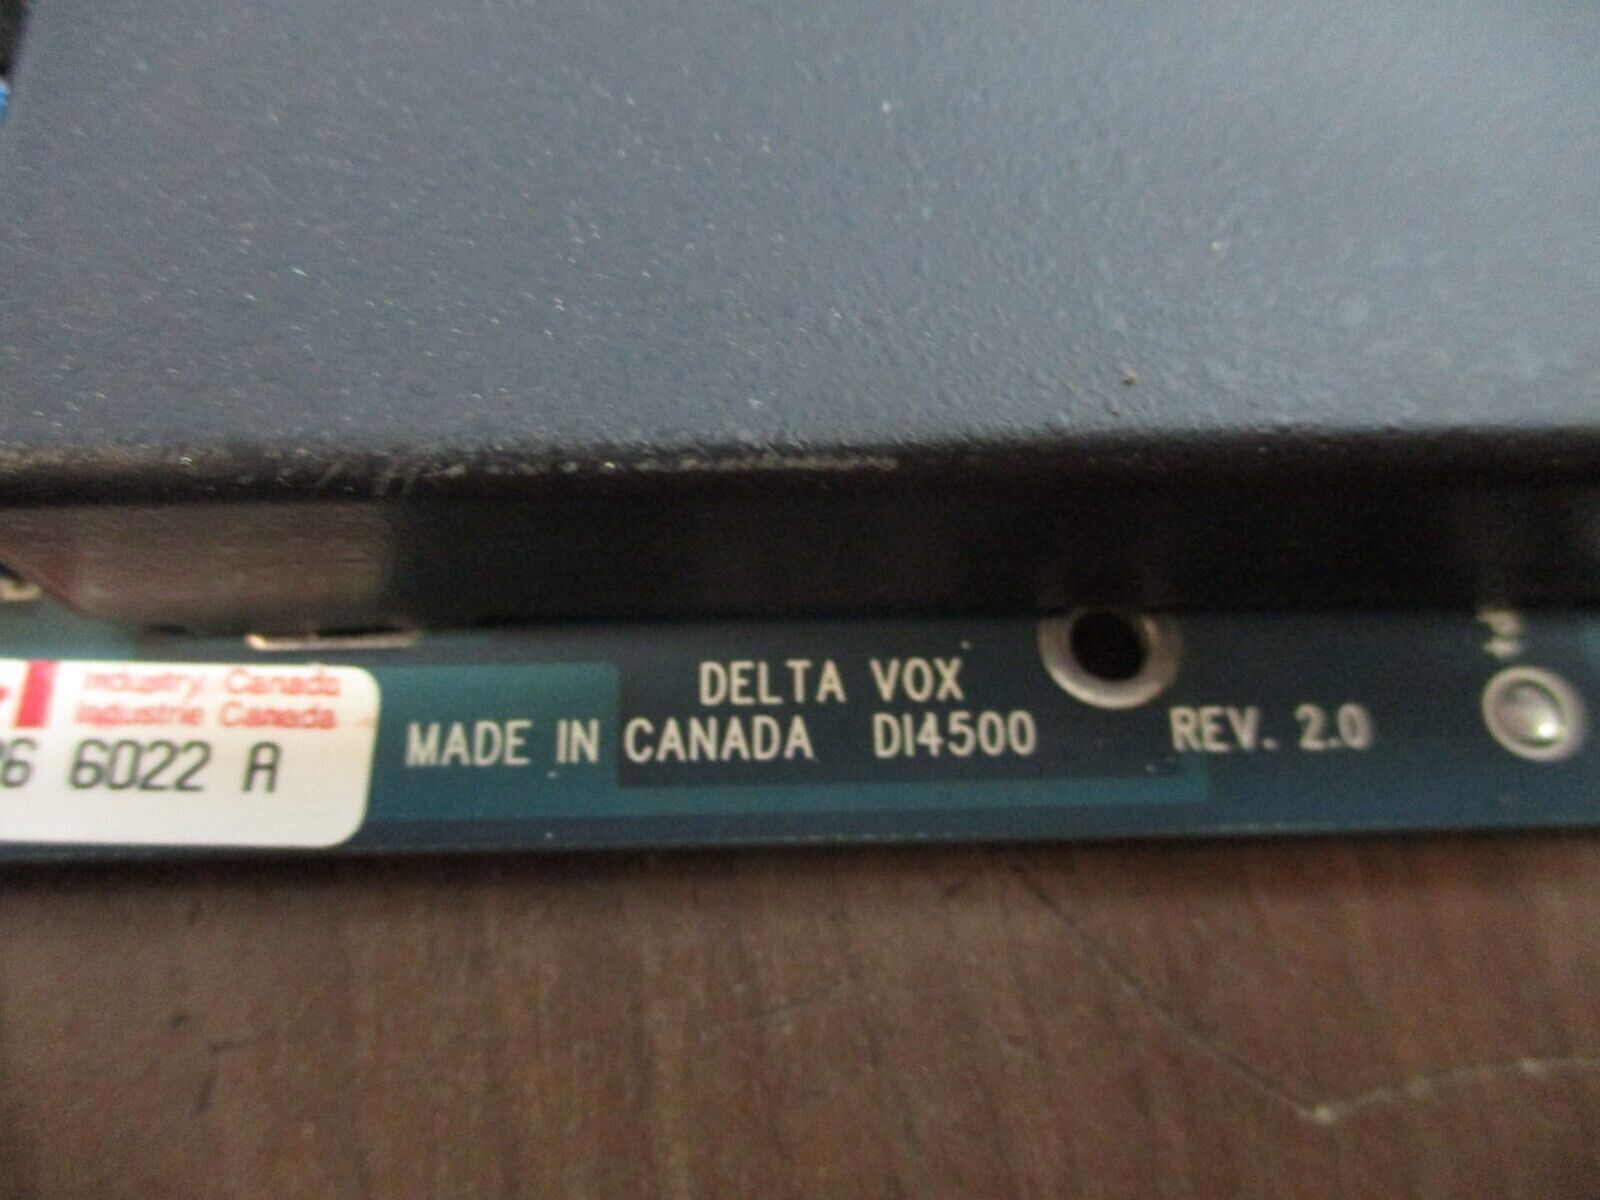 Industry Canada
Industrie Canada
6 6022 A
DELTA VOX
MADE IN CANADA DI4500 REV. 2.0